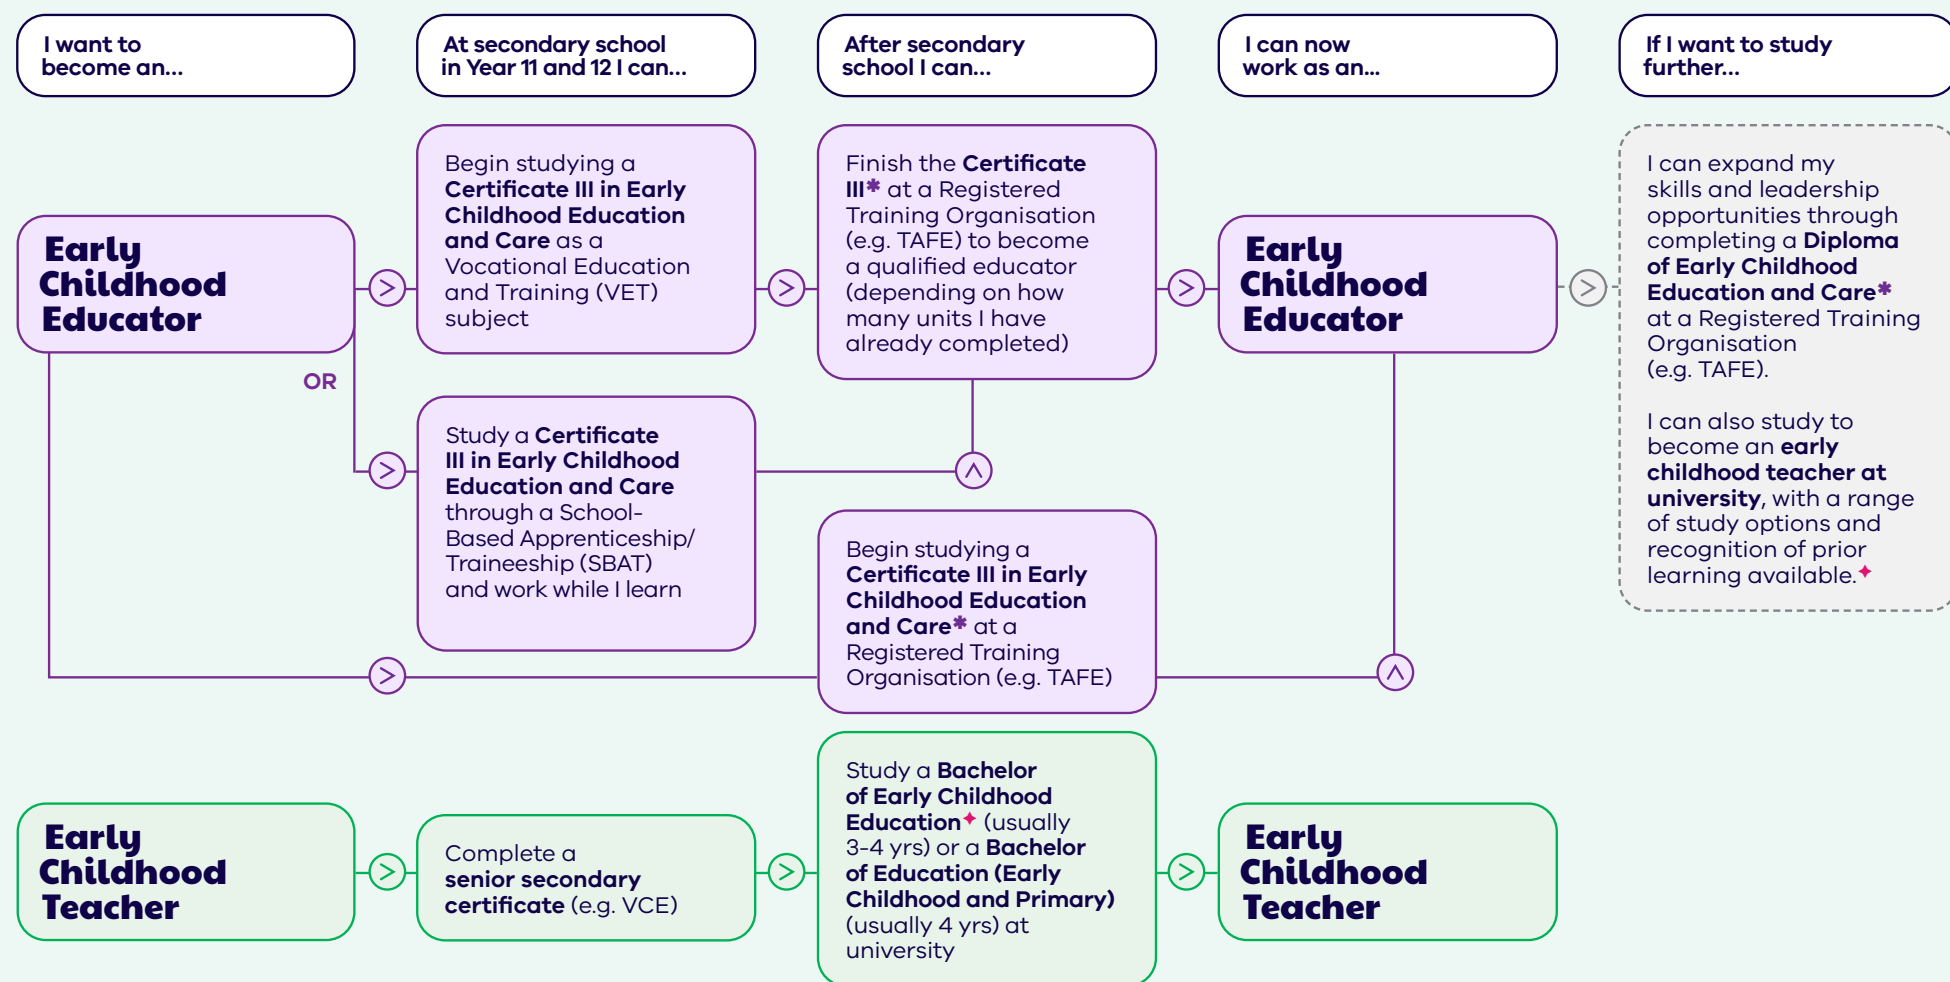 I want to
become an...
At secondary school
in Year 11 and 12 I can...
After secondary
school I can...
I can now
work as an...
If I want to study
further...
Early
Childhood
Educator
OR
Begin studying a
Certificate III in Early
Childhood Education
and Care as a
Vocational Education
and Training (VET)
subject
Study a Certificate
III in Early Childhood
Education and Care
through a School-
Based Apprenticeship/
Traineeship (SBAT)
and work while I learn
Finish the Certificate
III* at a Registered
Training Organisation
(e.g. TAFE) to become
a qualified educator
(depending on how
many units I have
already completed)
Begin studying a
Certificate III in Early
Childhood Education
and Care* at a
Registered Training
Organisation (e.g. TAFE)
Early
Childhood
Educator
I can expand my
skills and leadership
opportunities through
completing a Diploma
of Early Childhood
Education and Care*
at a Registered Training
Organisation
(e.g. TAFE).
I can also study to
become an early
childhood teacher at
university, with a range
of study options and
recognition of prior
learning available.✦
Early
Childhood
Teacher
Complete a
senior secondary
certificate (e.g. VCE)
Study a Bachelor
of Early Childhood
Education✦ (usually
3-4 yrs) or a Bachelor
of Education (Early
Childhood and Primary)
(usually 4 yrs) at
university
Early
Childhood
Teacher